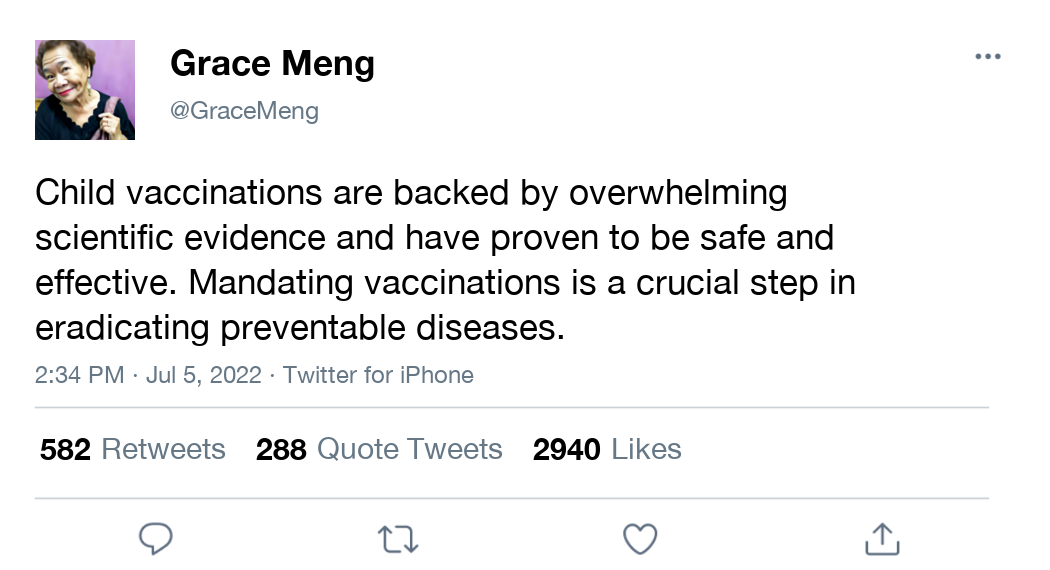 Grace Meng
@GraceMeng
Child vaccinations are backed by overwhelming
scientific evidence and have proven to be safe and
effective. Mandating vaccinations is a crucial step in
eradicating preventable diseases.
2:34 PM · Jul 5, 2022 · Twitter for iPhone
582 Retweets 288 Quote Tweets 2940 Likes